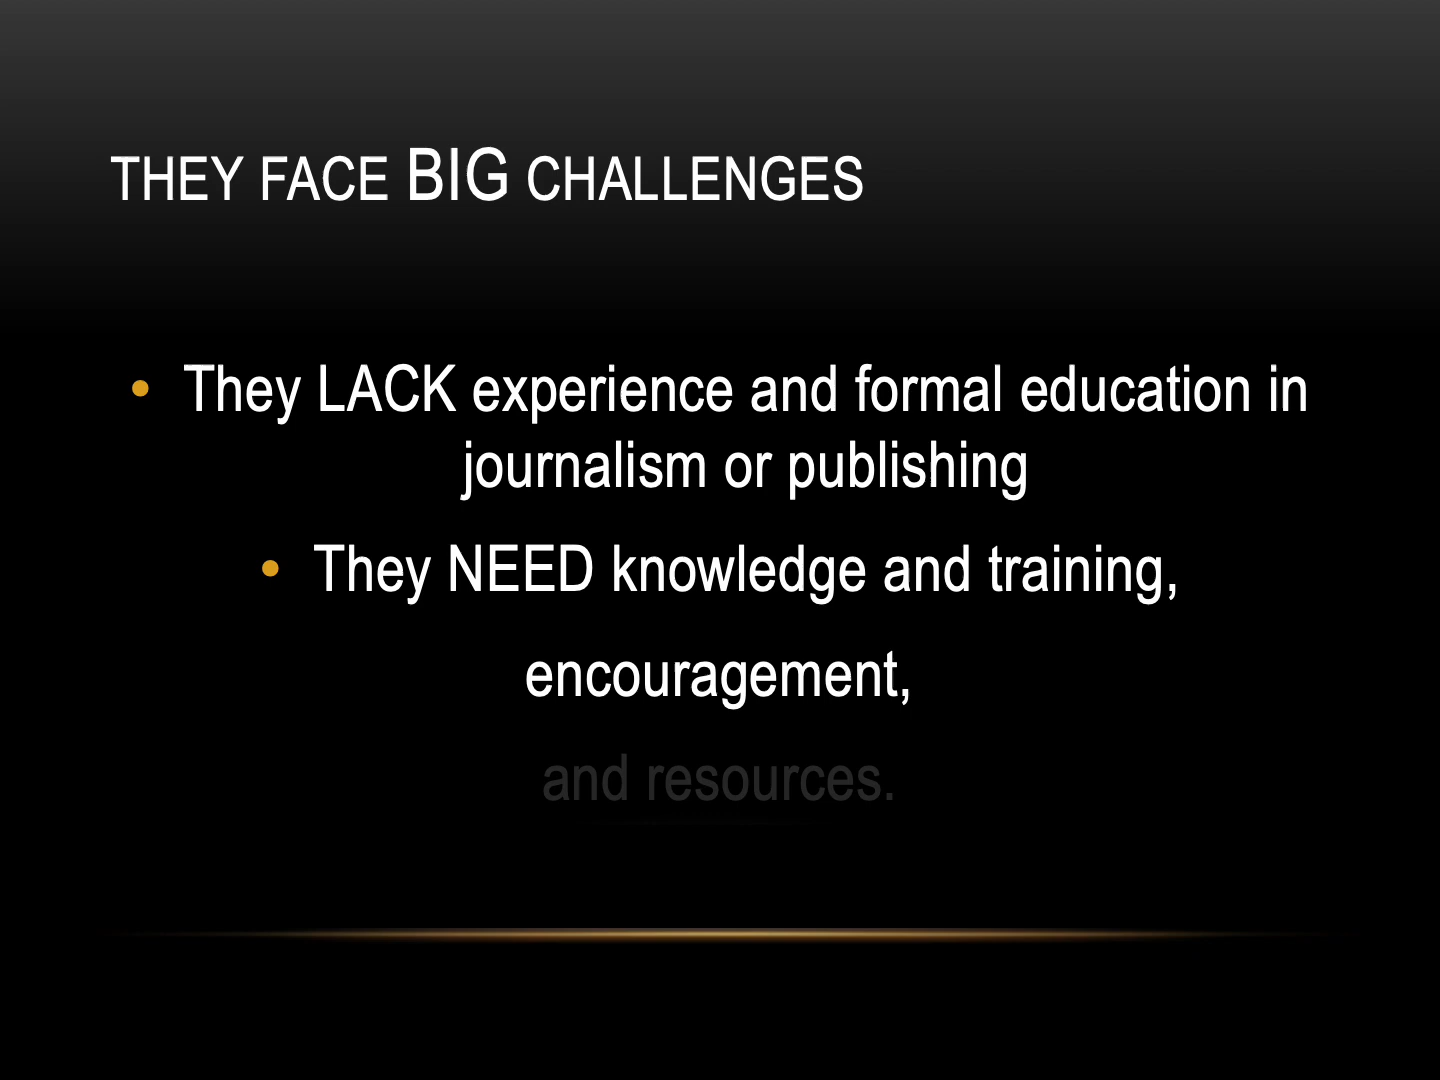 THEY FACE BIG CHALLENGES
• They LACK experience and formal education in
journalism or publishing
• They NEED knowledge and training,
encouragement,
and resources.